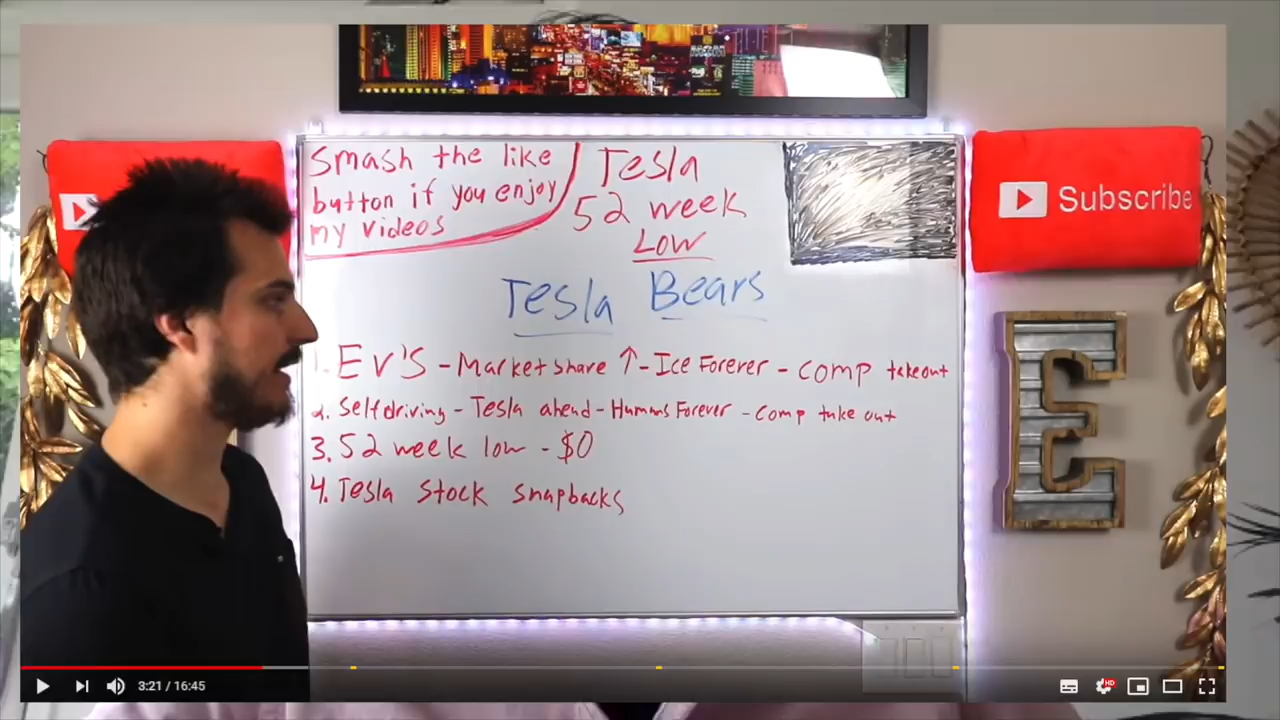 Smash the like
button if you enjoy
my videos
Tesla
52 week
Low
Subscribe
Tesla Bears
1. EV'S - Market share ↑ - Ice Forever - comp takeout
2. Selfdriving - Tesla ahead - Humans Forever - comp take out
3. 52 week low - $0
4. Tesla Stock snapbacks
3:21 / 16:45
HD